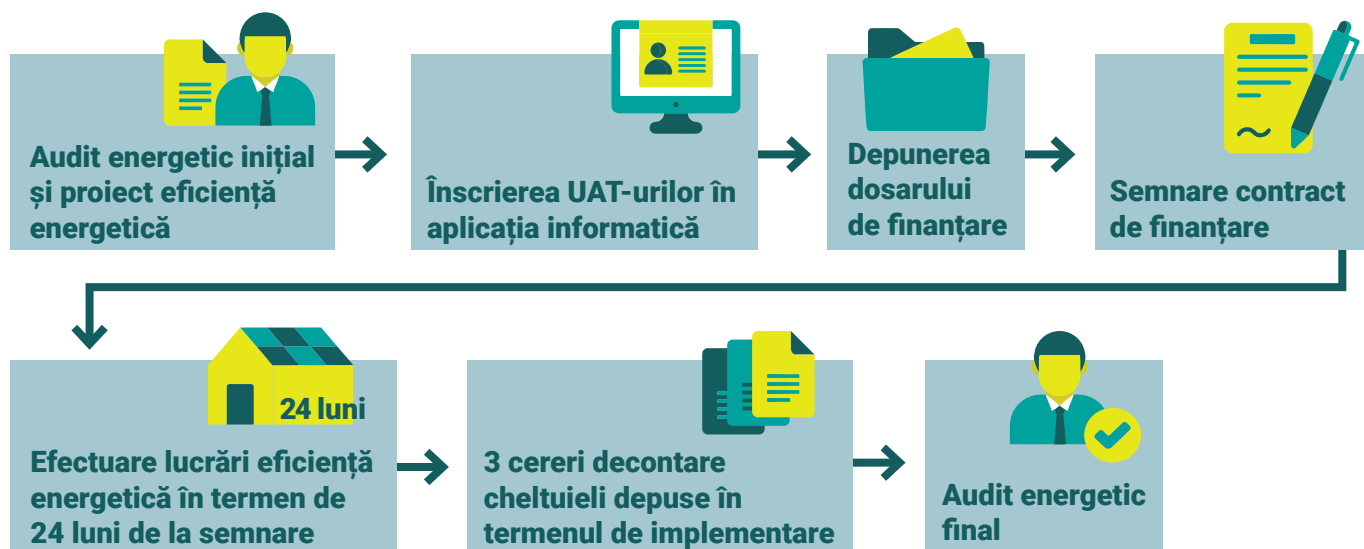 Audit energetic inițial
și proiect eficiență
energetică
Înscrierea UAT-urilor în
aplicația informatică
Depunerea
dosarului
de finanțare
Semnare contract
de finanțare
24 luni
Efectuare lucrări eficiență
energetică în termen de
24 luni de la semnare
3 cereri decontare
cheltuieli depuse în
termenul de implementare
Audit energetic
final